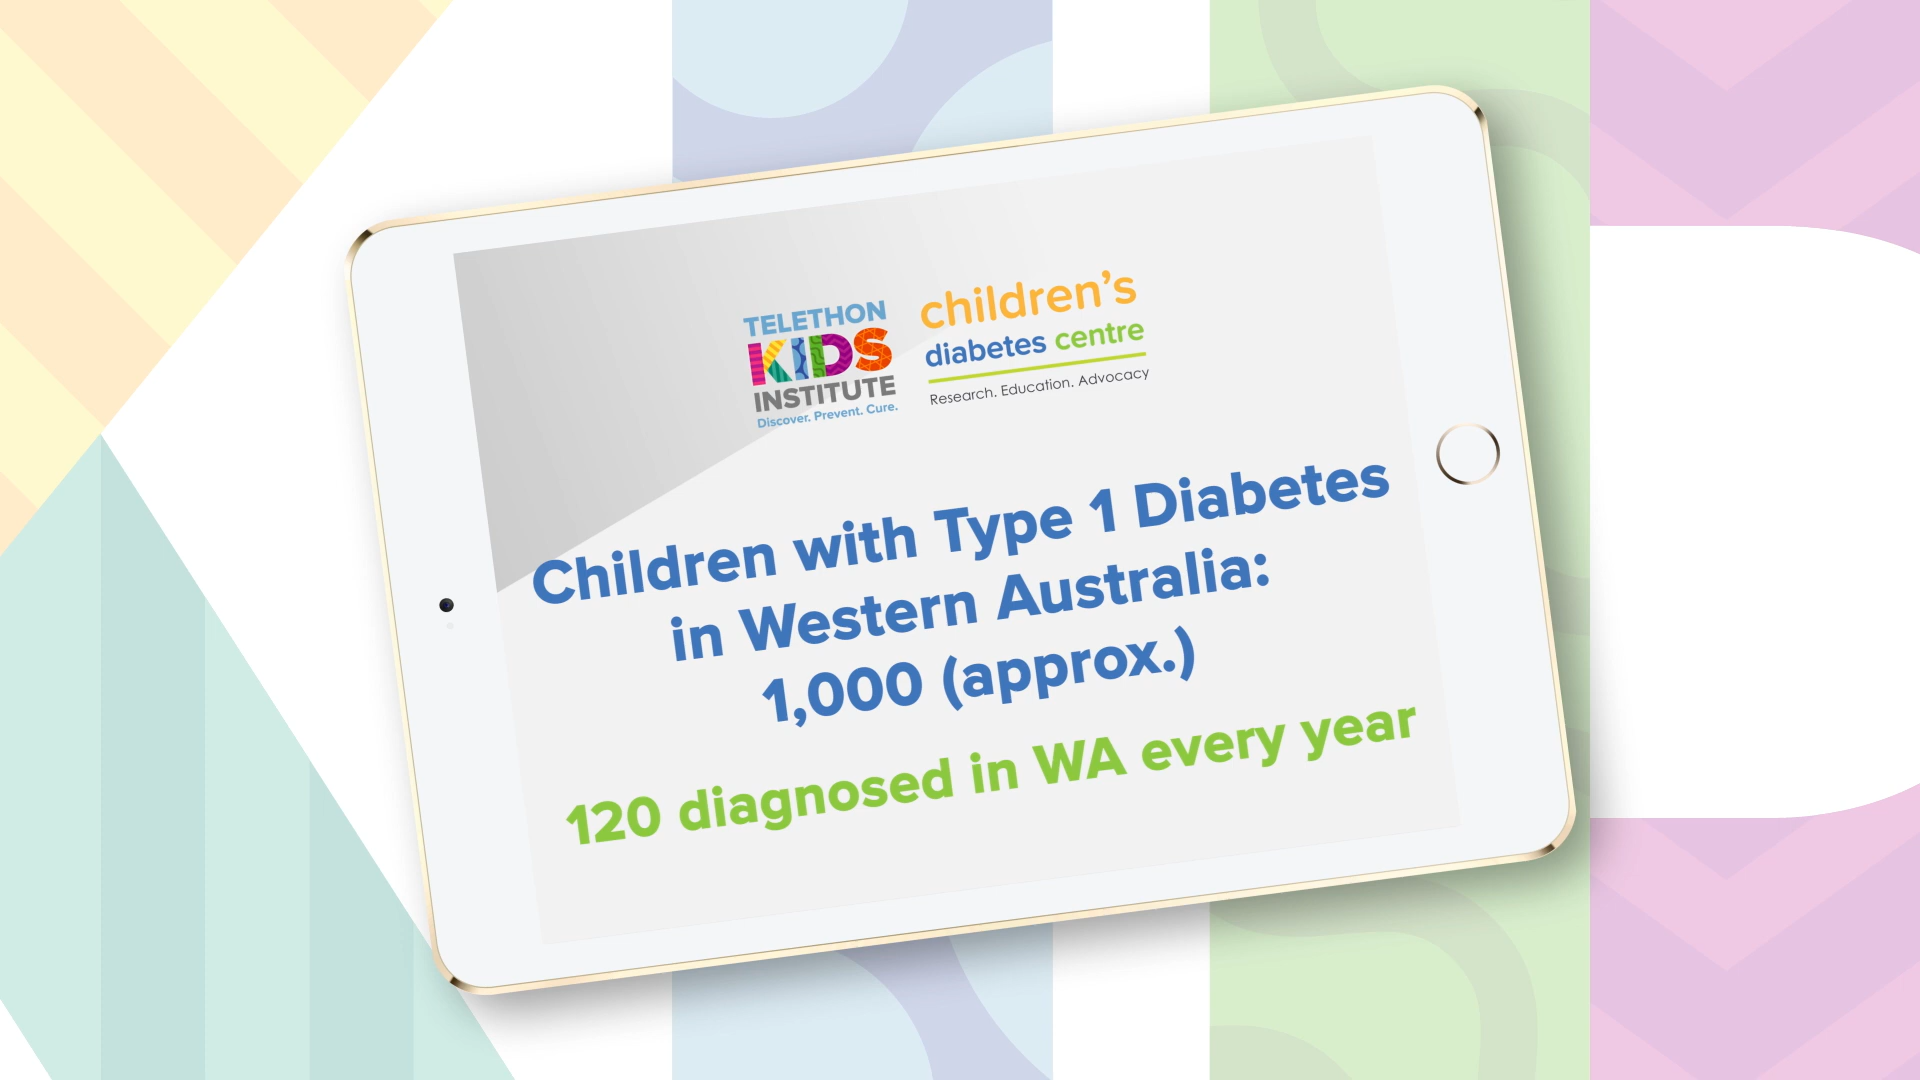 TELETHON
KIDS
INSTITUTE
Discover. Prevent. Cure.
children's
diabetes centre
Research. Education. Advocacy
Children with Type 1 Diabetes
in Western Australia:
1,000 (approx.)
120 diagnosed in WA every year